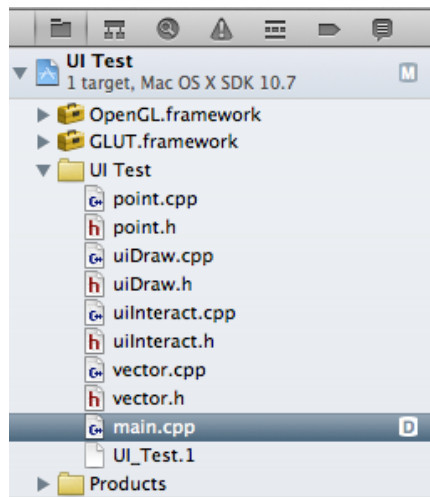 UI Test
1 target, Mac OS X SDK 10.7
M
OpenGL.framework
GLUT.framework
UI Test
point.cpp
point.h
uiDraw.cpp
uiDraw.h
uiInteract.cpp
uiInteract.h
vector.cpp
vector.h
main.cpp D
UI_Test.1
Products